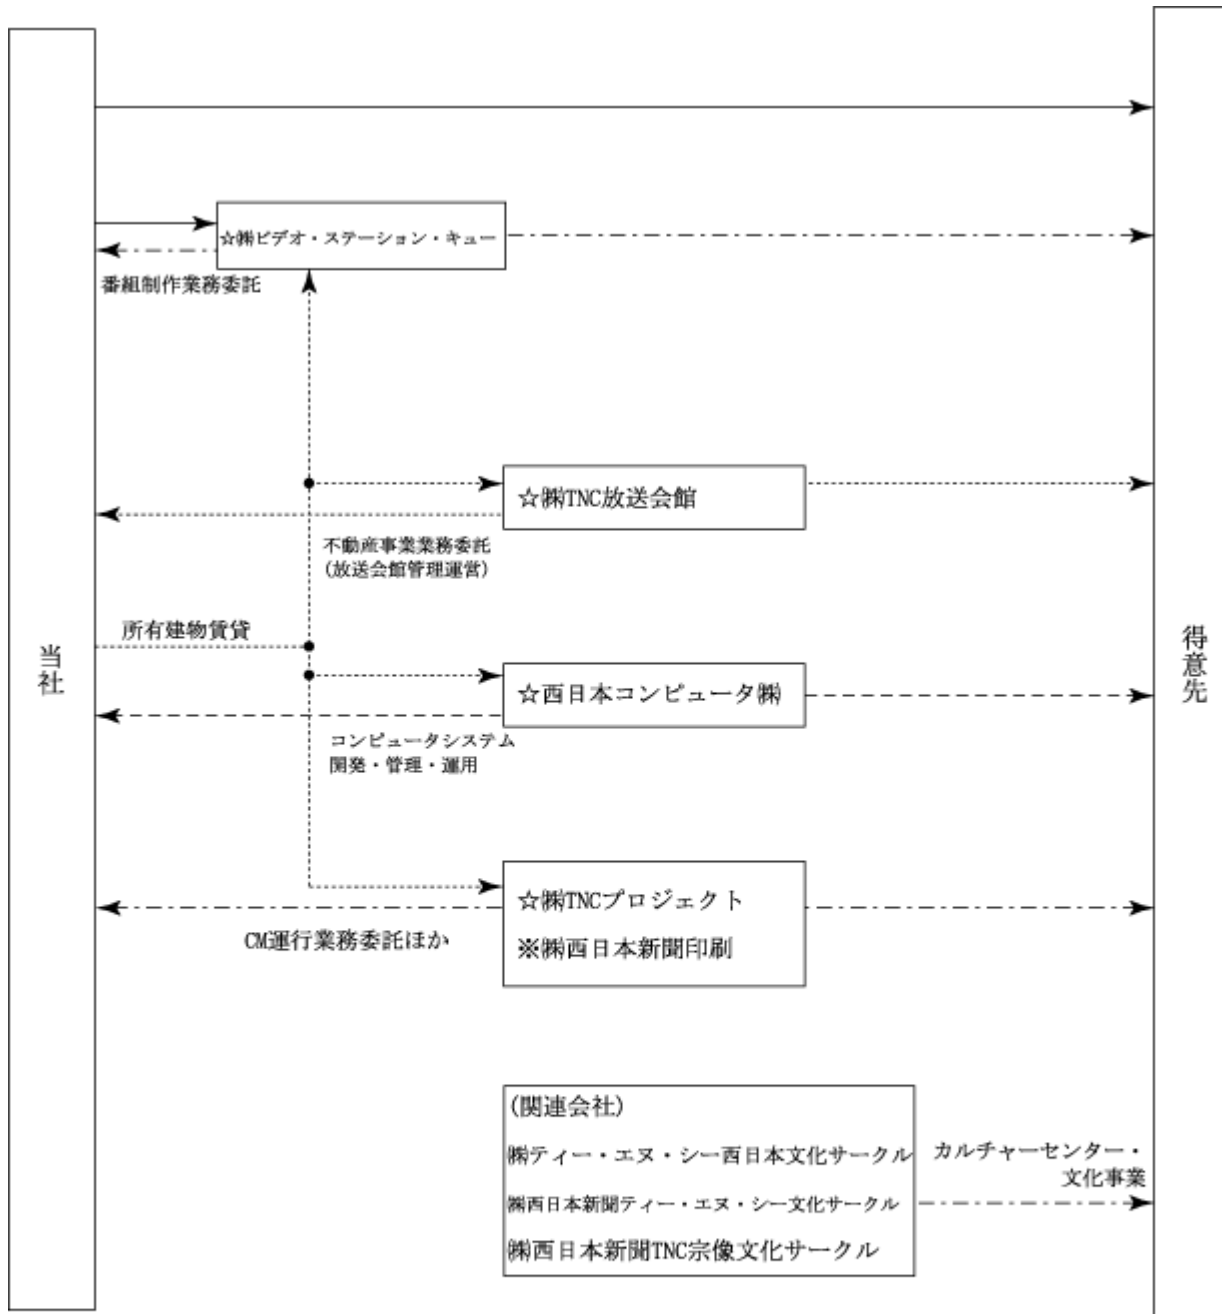 ☆㈱ビデオ・ステーション・キュー
番組制作業務委託
☆㈱TNC放送会館
不動産事業業務委託
(放送会館管理運営)
所有建物賃貸
当社
得意先
☆西日本コンピュータ㈱
コンピュータシステム
開発・管理・運用
☆㈱TNCプロジェクト
※㈱西日本新聞印刷
CM運行業務委託ほか
(関連会社)
㈱ティー・エヌ・シー西日本文化サークル
㈱西日本新聞ティー・エヌ・シー文化サークル
㈱西日本新聞TNC宗像文化サークル
カルチャーセンター・
文化事業